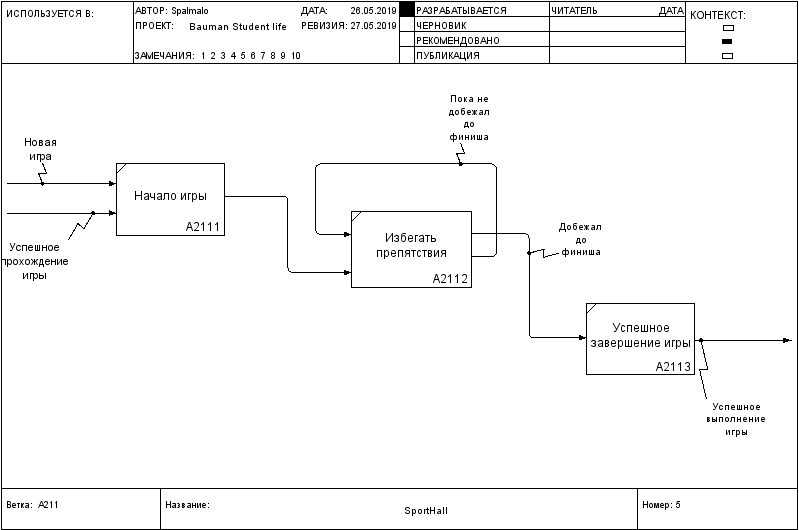 ИСПОЛЬЗУЕТСЯ В:
АВТОР: Spalmalo
ДАТА: 26.05.2019
ПРОЕКТ: Bauman Student life
РЕВИЗИЯ: 27.05.2019
ЗАМЕЧАНИЯ: 1 2 3 4 5 6 7 8 9 10
РАЗРАБАТЫВАЕТСЯ
ЧЕРНОВИК
РЕКОМЕНДОВАНО
ПУБЛИКАЦИЯ
ЧИТАТЕЛЬ
ДАТА
КОНТЕКСТ:
Пока не
добежал
до
финиша
Новая
игра
Начало игры
A2111
Успешное
прохождение
игры
Избегать
препятствия
A2112
Добежал
до
финиша
Успешное
завершение игры
A2113
Успешное
выполнение
игры
Ветка: A211
Название:
SportHall
Номер: 5